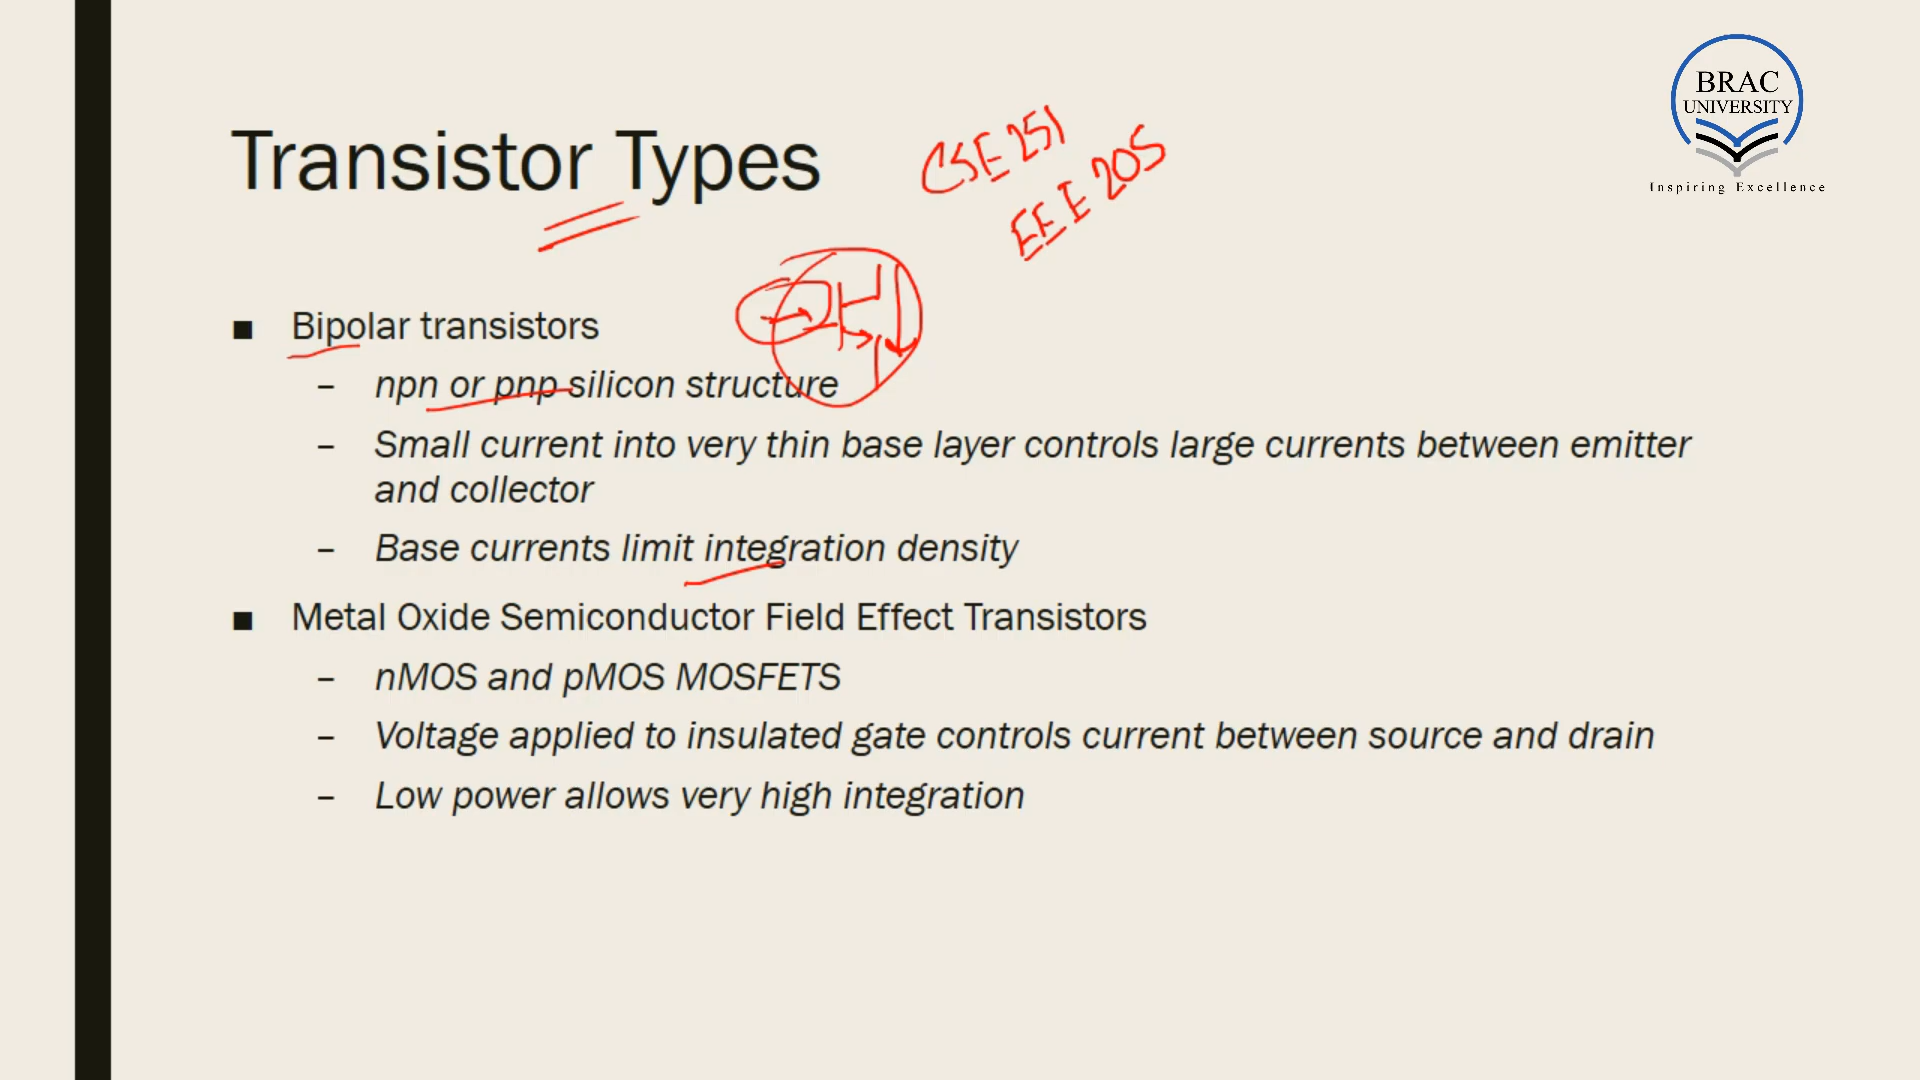 BRAC
UNIVERSITY
Inspiring Excellence
Transistor Types
CSE 251
EEE 205
■ Bipolar transistors
– npn or pnp silicon structure
– Small current into very thin base layer controls large currents between emitter
and collector
– Base currents limit integration density
■ Metal Oxide Semiconductor Field Effect Transistors
– nMOS and pMOS MOSFETS
– Voltage applied to insulated gate controls current between source and drain
– Low power allows very high integration